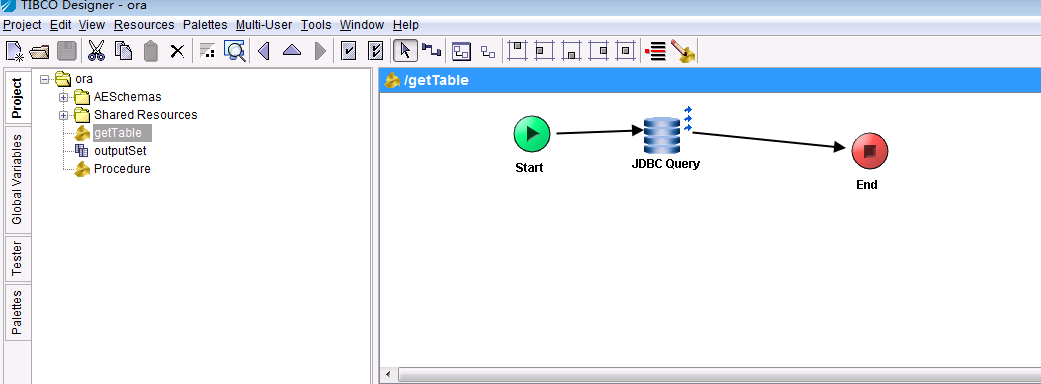 TIBCO Designer - ora
Project Edit View Resources Palettes Multi-User Tools Window Help
Project
Global Variables
Tester
Palettes
ora
AESchemas
Shared Resources
getTable
outputSet
Procedure
/getTable
Start
JDBC Query
End